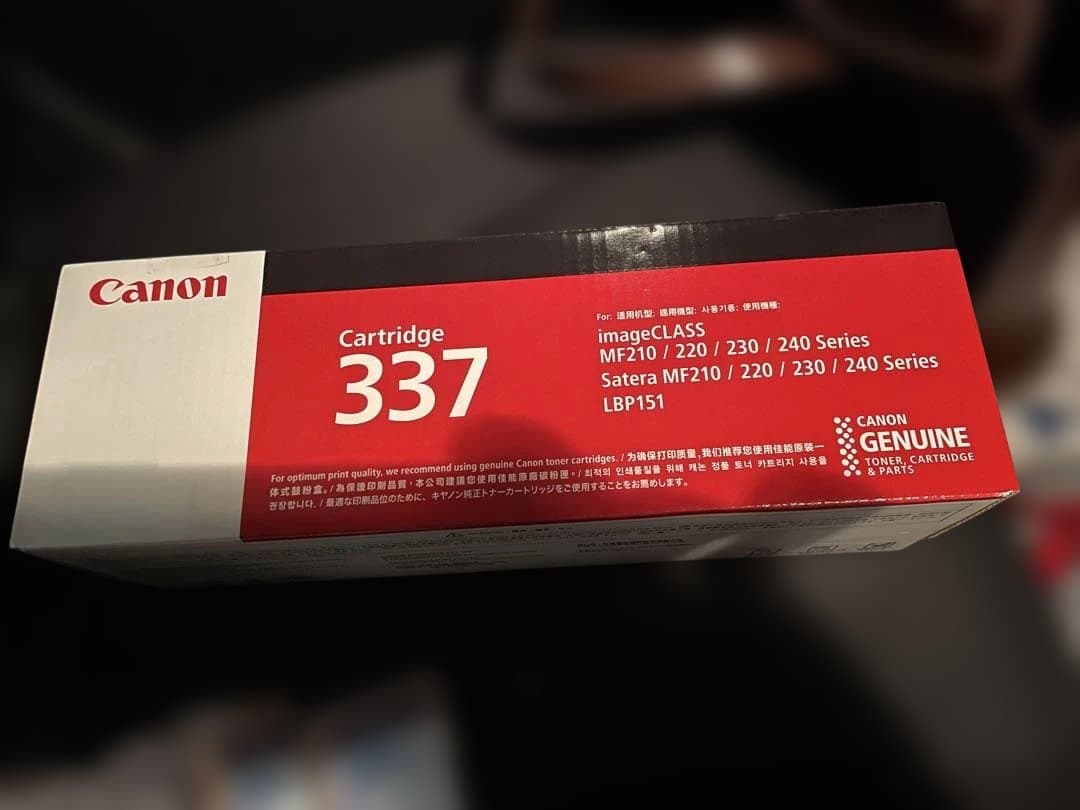 Canon
Cartridge
337
For: 适用机型: 適用機型: 사용기종: 使用機種:
imageCLASS
MF210 / 220 / 230 / 240 Series
Satera MF210 / 220 / 230 / 240 Series
LBP151
For optimum print quality, we recommend using genuine Canon toner cartridges. / 为确保打印质量,我们推荐您使用佳能原装一
体式鼓粉盒。/ 為保證印刷品質,本公司建議您使用佳能原廠碳粉匣。/ 최적의 인쇄품질을 위해 캐논 정품 토너 카트리지 사용을
권장합니다. / 最適な印刷品位のために、キヤノン純正トナーカートリッジをご使用することをお薦めします。
CANON
GENUINE
TONER, CARTRIDGE
& PARTS